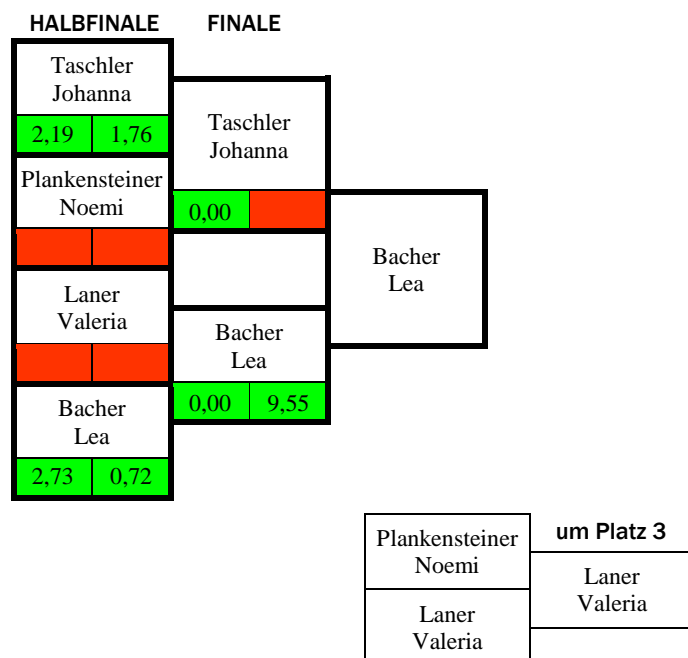 HALBFINALE FINALE
Taschler
Johanna
2,19 1,76
Plankensteiner
Noemi
Laner
Valeria
Bacher
Lea
2,73 0,72
Taschler
Johanna
0,00
Bacher
Lea
0,00 9,55
Bacher
Lea
Plankensteiner
Noemi
Laner
Valeria
um Platz 3
Laner
Valeria